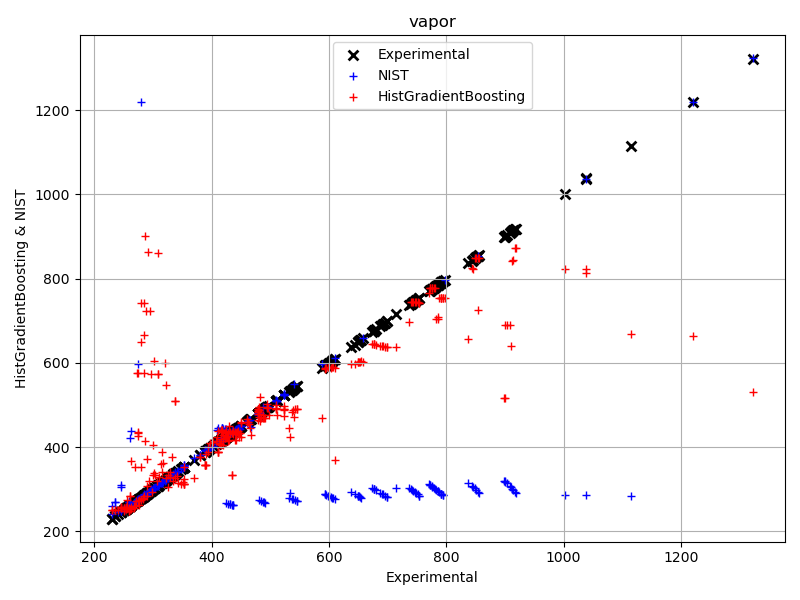 vapor
Experimental
NIST
HistGradientBoosting
HistGradientBoosting & NIST
1200
1000
800
600
400
200
200
400
600
800
1000
1200
Experimental